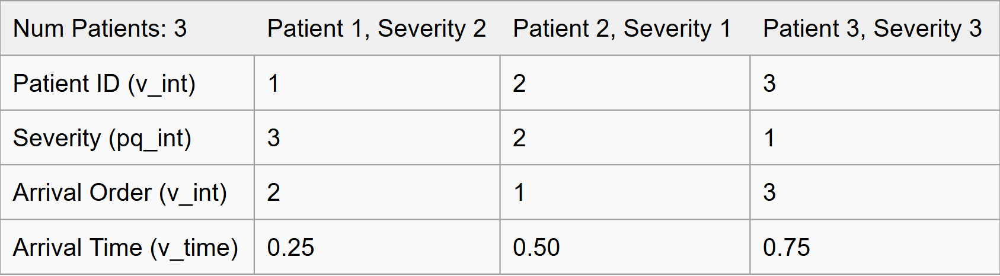 Num Patients: 3 Patient 1, Severity 2 Patient 2, Severity 1 Patient 3, Severity 3
Patient ID (v_int) 1 2 3
Severity (pq_int) 3 2 1
Arrival Order (v_int) 2 1 3
Arrival Time (v_time) 0.25 0.50 0.75